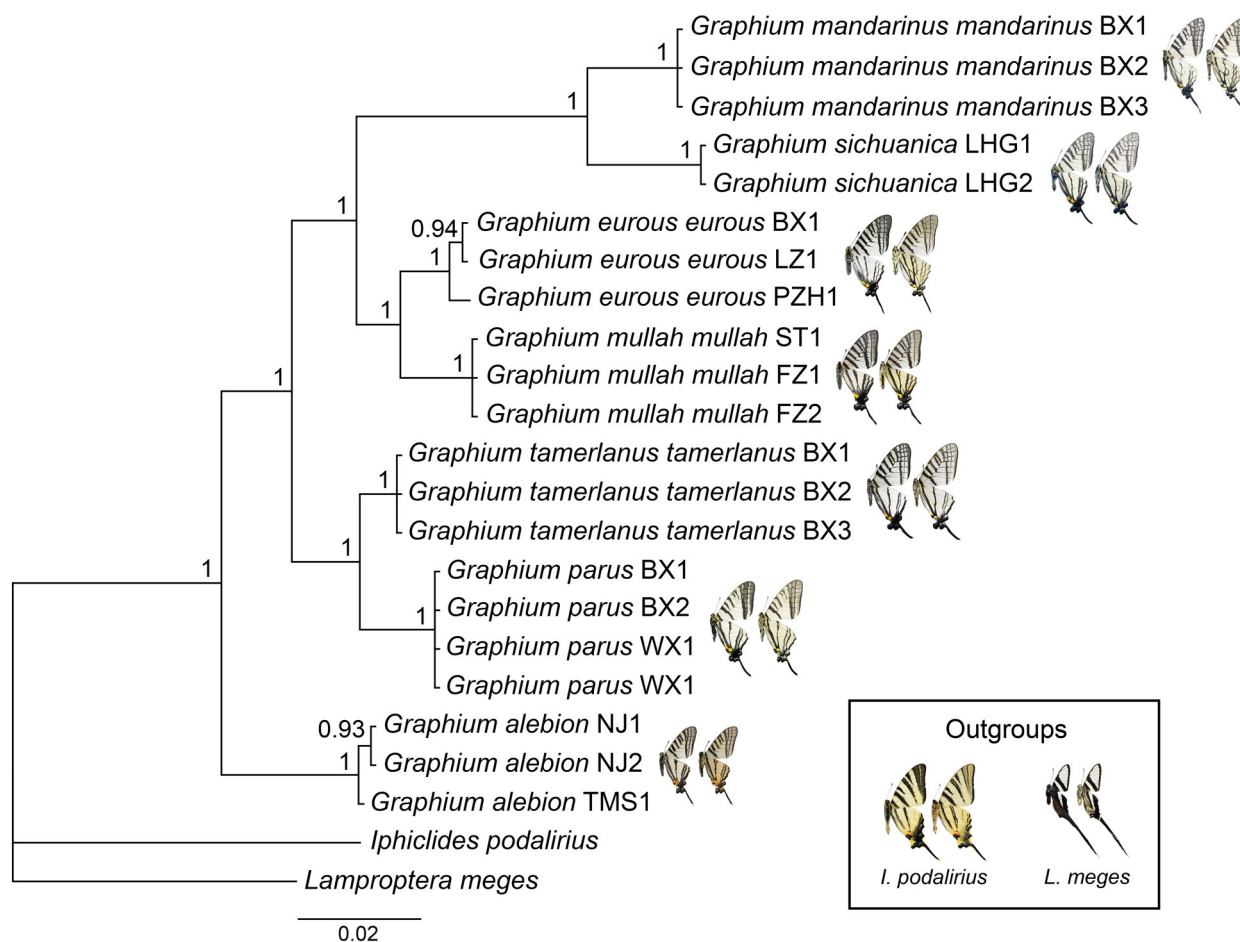 Graphium mandarinus mandarinus BX1
1
Graphium mandarinus mandarinus BX2
1
Graphium mandarinus mandarinus BX3
Graphium sichuanica LHG1
1
Graphium sichuanica LHG2
1
Graphium eurous eurous BX1
0.94
Graphium eurous eurous LZ1
1
Graphium eurous eurous PZH1
1
Graphium mullah mullah ST1
1
Graphium mullah mullah FZ1
1
Graphium mullah mullah FZ2
Graphium tamerlanus tamerlanus BX1
1
Graphium tamerlanus tamerlanus BX2
Graphium tamerlanus tamerlanus BX3
1
Graphium parus BX1
1
Graphium parus BX2
1
Graphium parus WX1
Graphium parus WX1
Graphium alebion NJ1
0.93
Graphium alebion NJ2
1
Graphium alebion TMS1
Iphiclides podalirius
Lamproptera meges
0.02
Outgroups
I. podalirius
L. meges